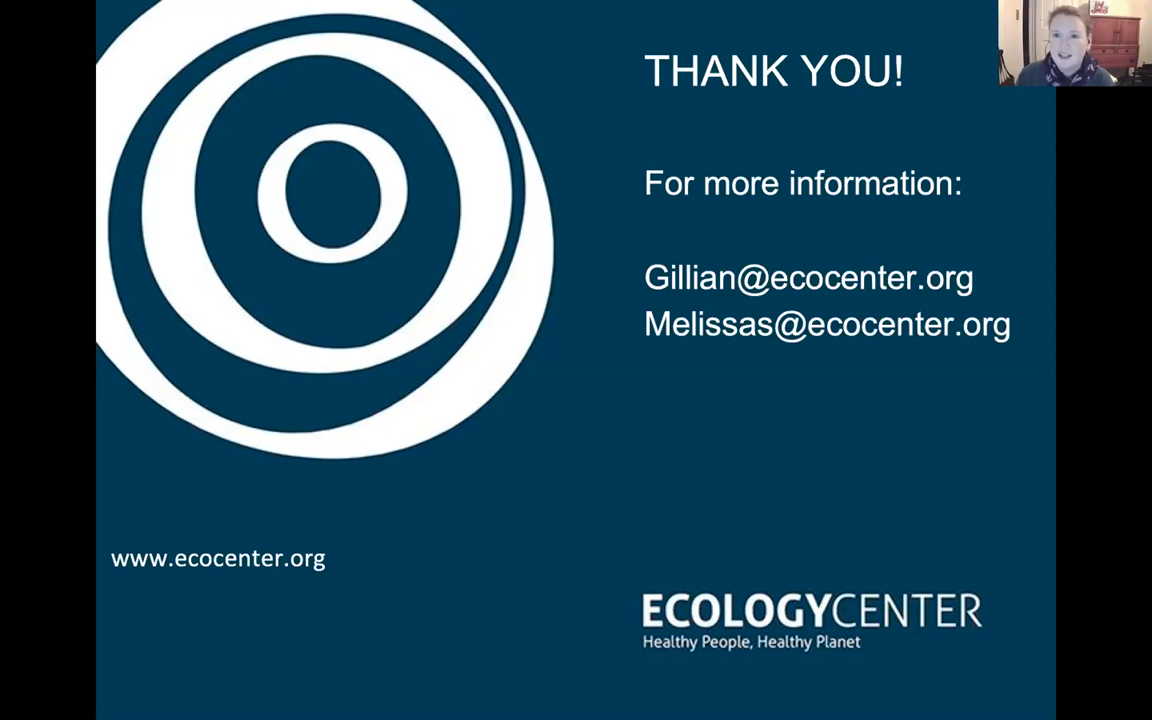 THANK YOU!
For more information:
Gillian@ecocenter.org
Melissas@ecocenter.org
www.ecocenter.org
ECOLOGYCENTER
Healthy People, Healthy Planet